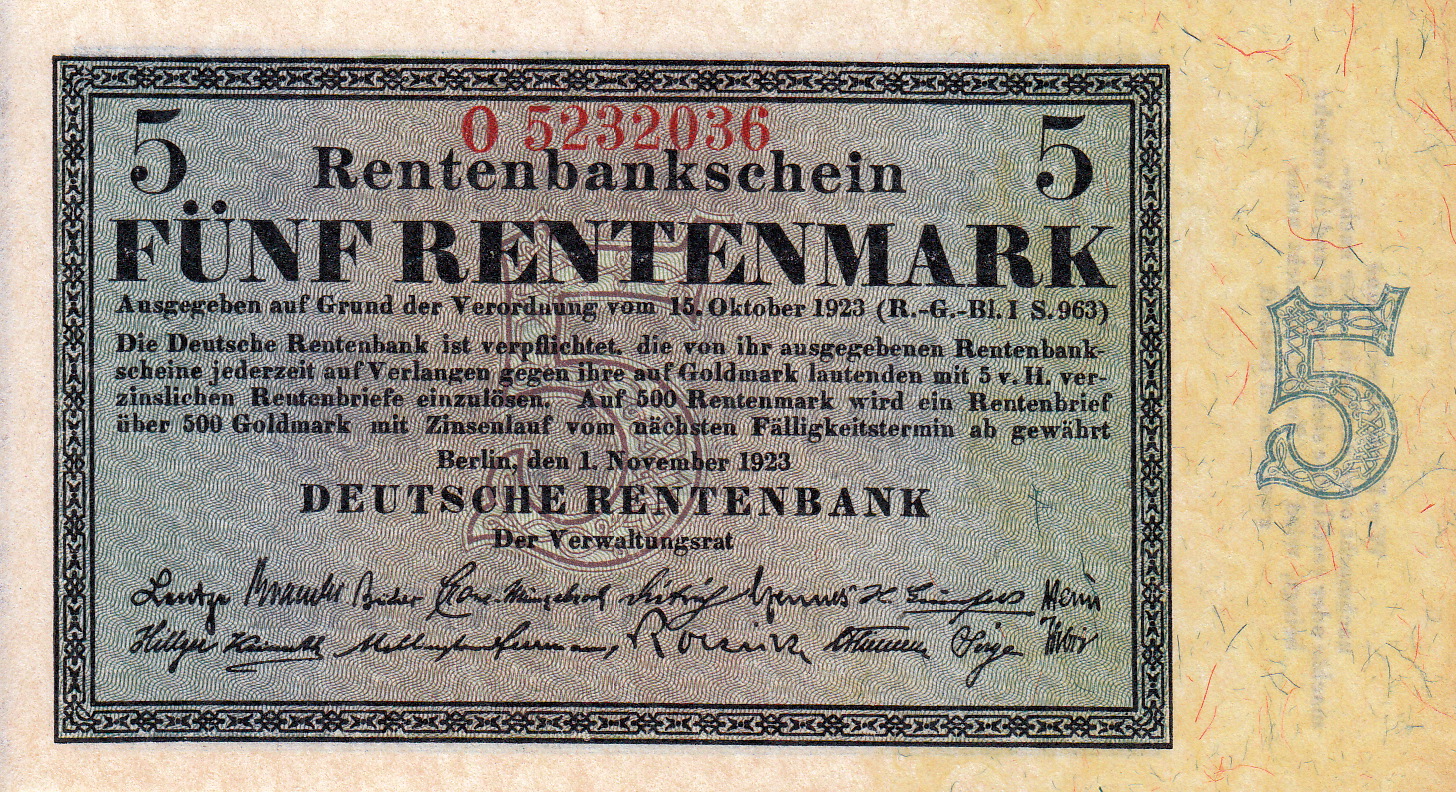 O 5232036
5 Rentenbankschein 5
FÜNF RENTENMARK
Ausgegeben auf Grund der Verordnung vom 15. Oktober 1923 (R.-G.-Bl. I S. 963)
Die Deutsche Rentenbank ist verpflichtet, die von ihr ausgegebenen Rentenbank-
scheine jederzeit auf Verlangen gegen ihre auf Goldmark lautenden mit 5 v. H. ver-
zinslichen Rentenbriefe einzulösen. Auf 500 Rentenmark wird ein Rentenbrief
über 500 Goldmark mit Zinsenlauf vom nächsten Fälligkeitstermin ab gewährt
Berlin, den 1. November 1923
DEUTSCHE RENTENBANK
Der Verwaltungsrat
Lentze
Hillger
5
5